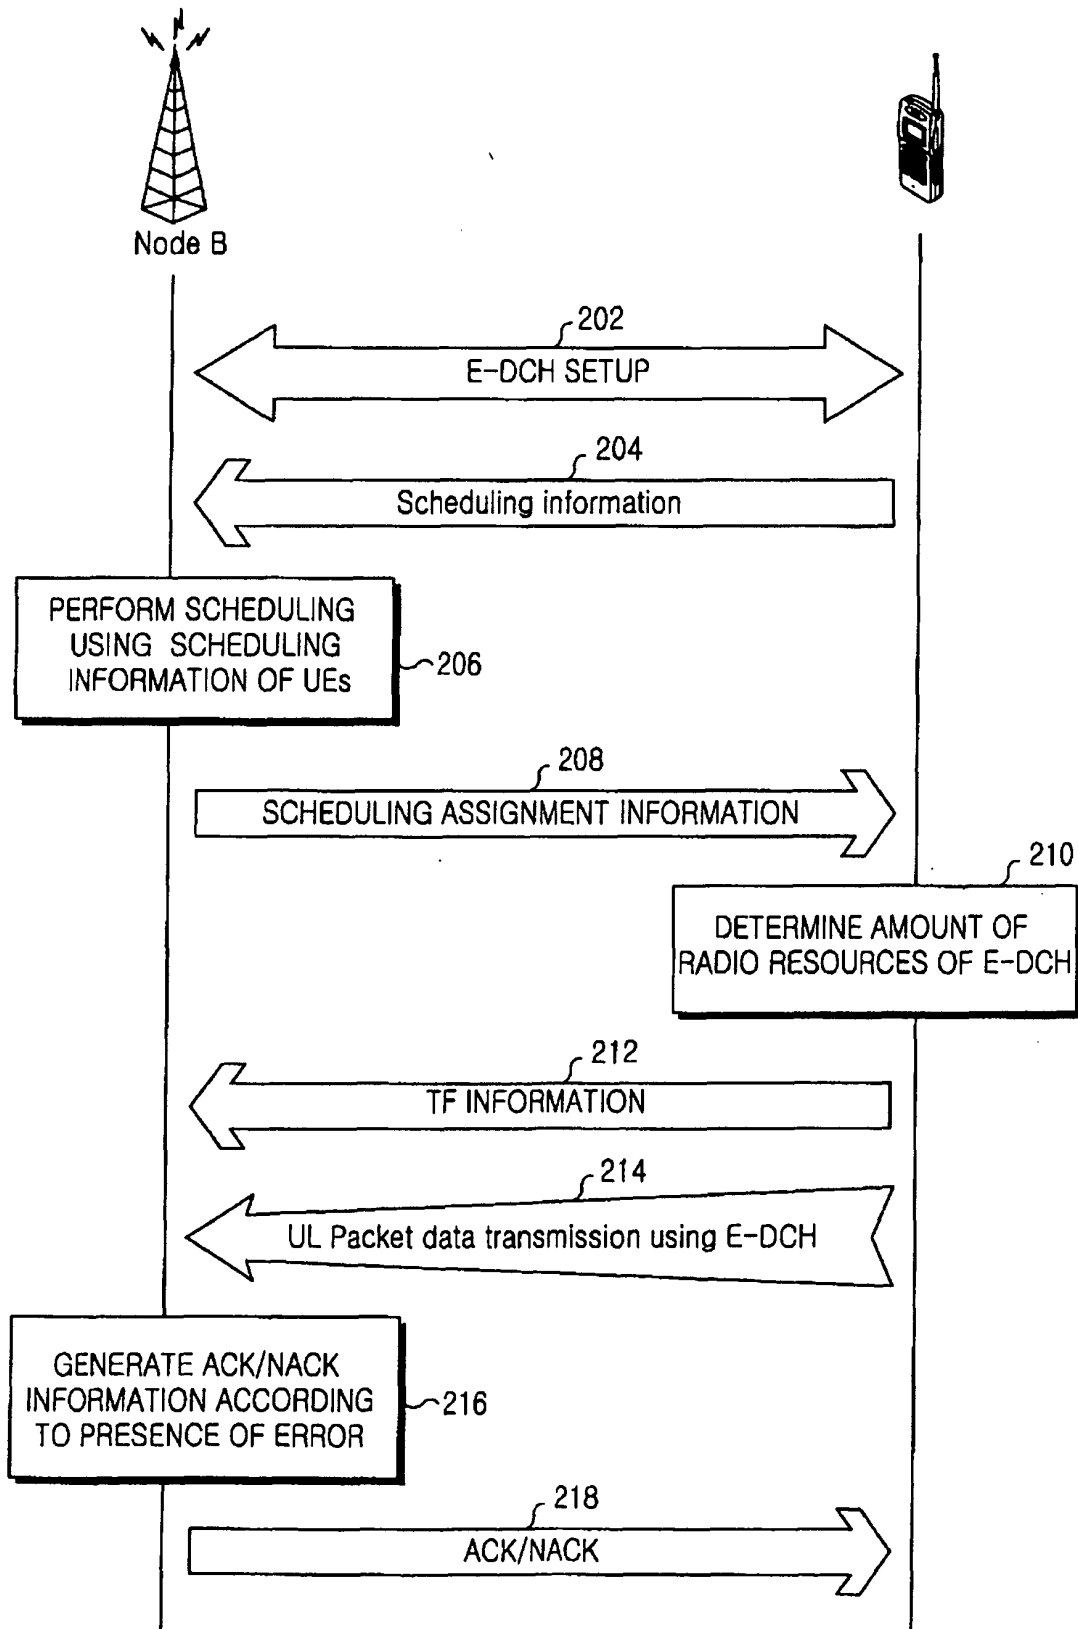 Node B
202
E-DCH SETUP
204
Scheduling information
PERFORM SCHEDULING
USING SCHEDULING
INFORMATION OF UEs
206
208
SCHEDULING ASSIGNMENT INFORMATION
210
DETERMINE AMOUNT OF
RADIO RESOURCES OF E-DCH
212
TF INFORMATION
214
UL Packet data transmission using E-DCH
GENERATE ACK/NACK
INFORMATION ACCORDING
TO PRESENCE OF ERROR
216
218
ACK/NACK